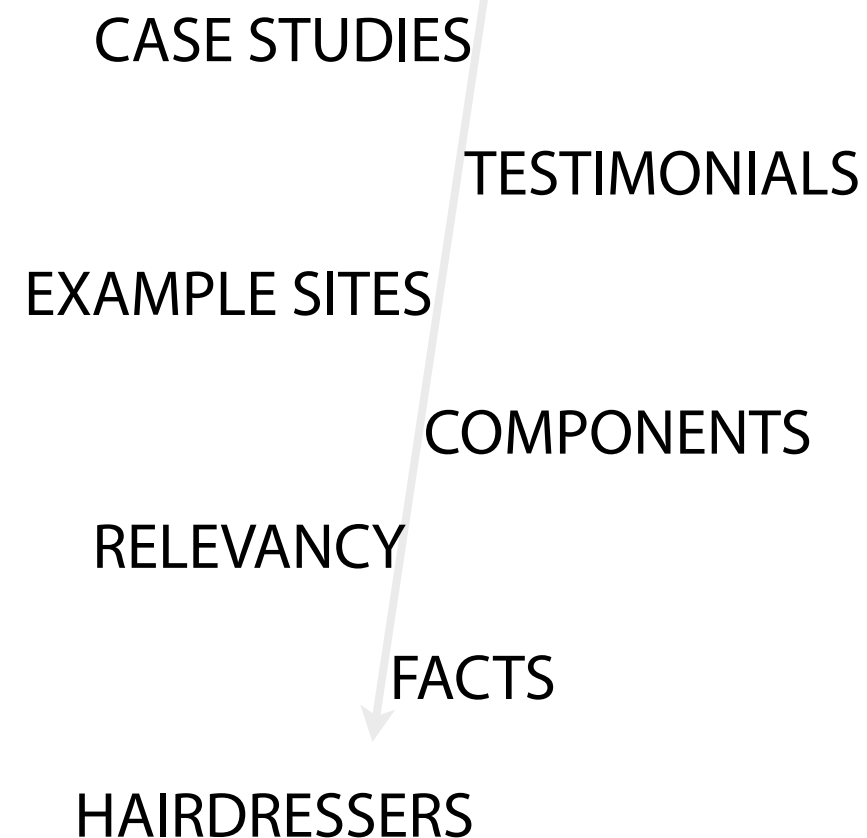 CASE STUDIES
TESTIMONIALS
EXAMPLE SITES
COMPONENTS
RELEVANCY
FACTS
HAIRDRESSERS